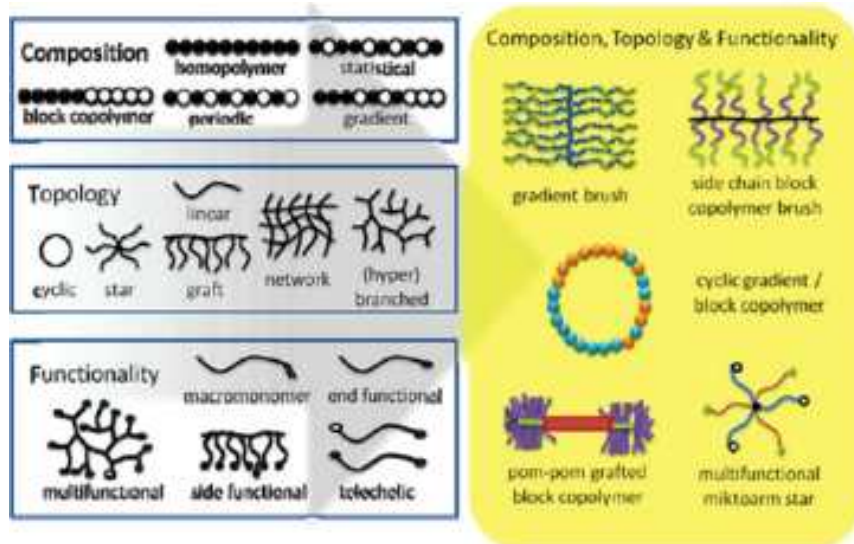 Composition
homopolymer
statistical
block copolymer
periodic
gradient
Topology
linear
cyclic
star
graft
network
(hyper)
branched
Functionality
macromonomer
end functional
multifunctional
side functional
telechelic
Composition, Topology & Functionality
gradient brush
side chain block
copolymer brush
cyclic gradient /
block copolymer
pom-pom grafted
block copolymer
multifunctional
miktoarm star